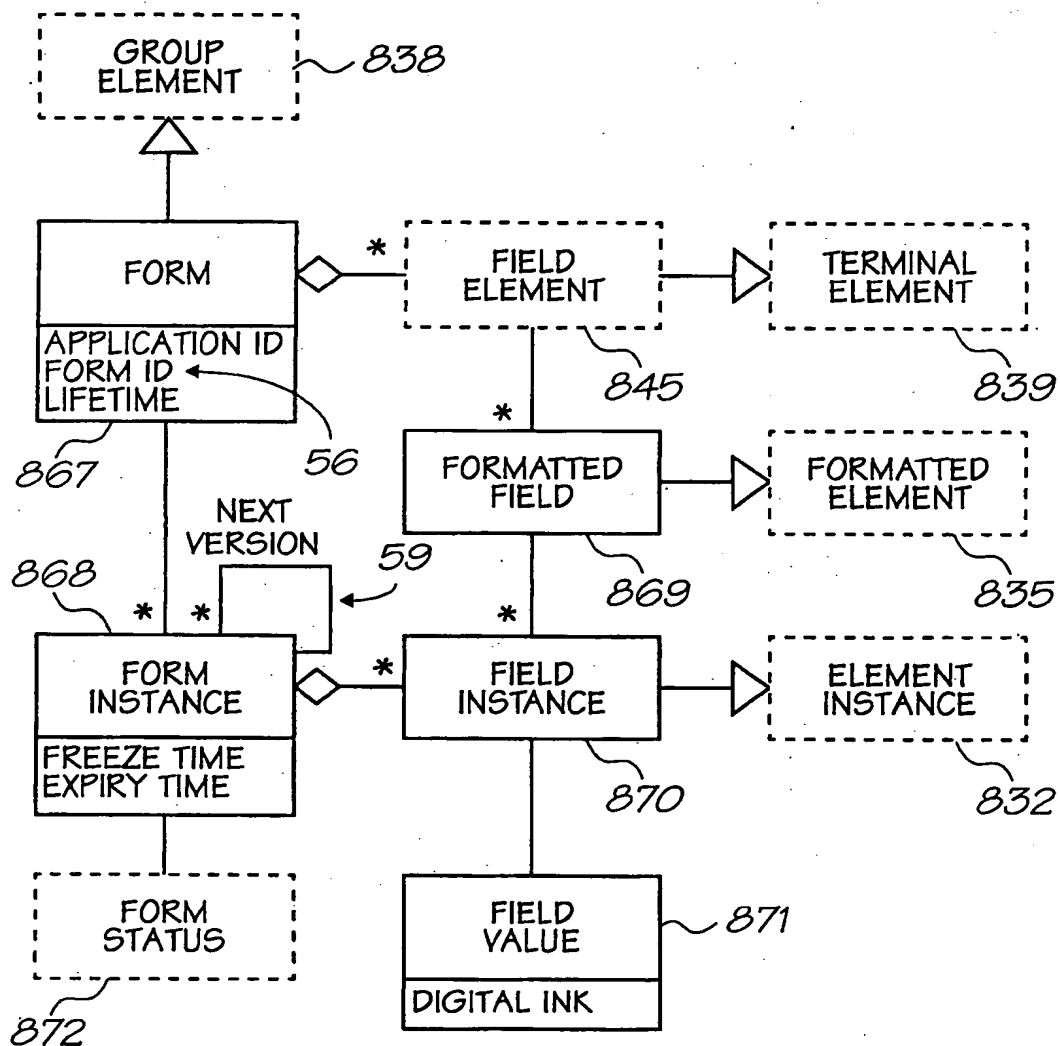 GROUP
ELEMENT
838
FORM
APPLICATION ID
FORM ID
LIFETIME
867
56
*
FIELD
ELEMENT
845
TERMINAL
ELEMENT
839
*
FORMATTED
FIELD
869
FORMATTED
ELEMENT
835
NEXT
VERSION
59
868
*
*
FORM
INSTANCE
FREEZE TIME
EXPIRY TIME
*
*
FIELD
INSTANCE
870
ELEMENT
INSTANCE
832
FORM
STATUS
872
FIELD
VALUE
DIGITAL INK
871